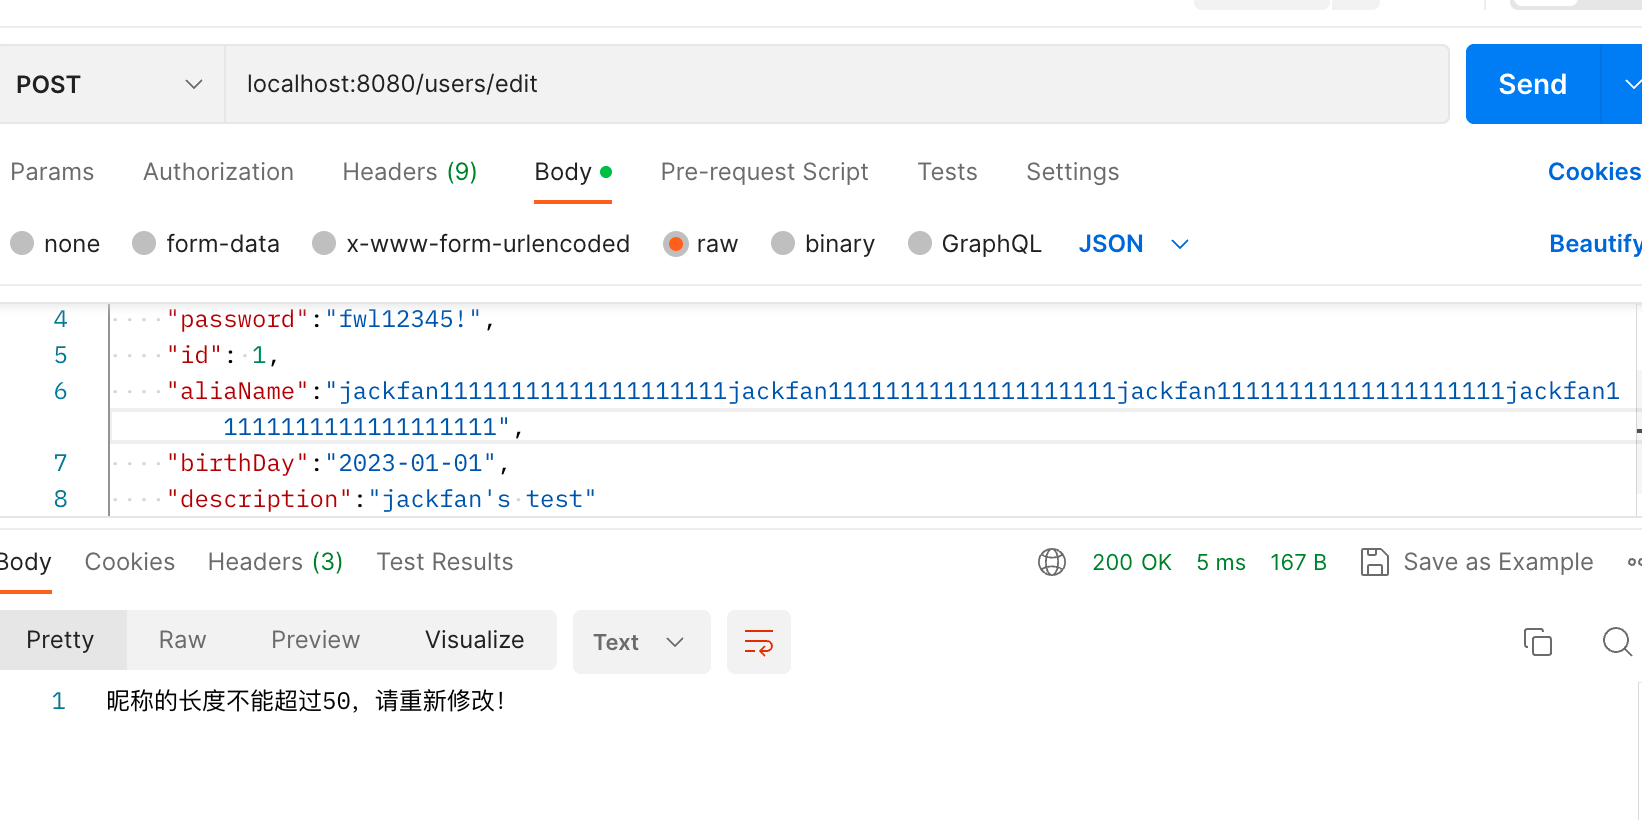 POST localhost:8080/users/edit Send
Params Authorization Headers (9) Body Pre-request Script Tests Settings Cookies
none form-data x-www-form-urlencoded raw binary GraphQL JSON Beautify
4 "password":"fwl12345!",
5 "id": 1,
6 "aliaName":"jackfan11111111111111111111jackfan11111111111111111111jackfan11111111111111111111jackfan1
1111111111111111111",
7 "birthDay":"2023-01-01",
8 "description":"jackfan's test"
Body Cookies Headers (3) Test Results 200 OK 5 ms 167 B Save as Example
Pretty Raw Preview Visualize Text
1 昵称的长度不能超过50，请重新修改！